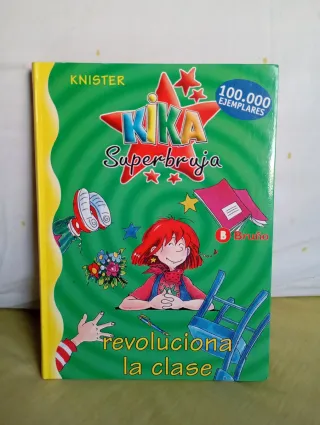 KNISTER
100.000
EJEMPLARES
KIKA
Superbruja
B Bruño
revoluciona
la clase